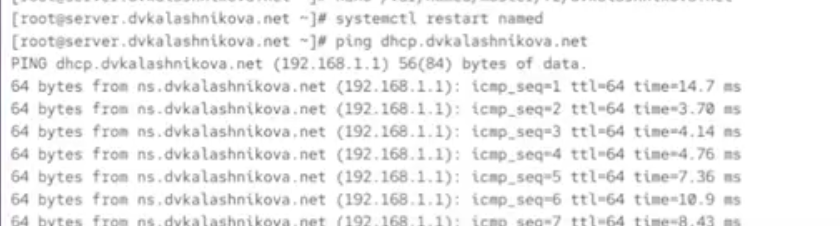 [root@server.dvkalashnikova.net ~]# systemctl restart named
[root@server.dvkalashnikova.net ~]# ping dhcp.dvkalashnikova.net
PING dhcp.dvkalashnikova.net (192.168.1.1) 56(84) bytes of data.
64 bytes from ns.dvkalashnikova.net (192.168.1.1): icmp_seq=1 ttl=64 time=14.7 ms
64 bytes from ns.dvkalashnikova.net (192.168.1.1): icmp_seq=2 ttl=64 time=3.70 ms
64 bytes from ns.dvkalashnikova.net (192.168.1.1): icmp_seq=3 ttl=64 time=4.14 ms
64 bytes from ns.dvkalashnikova.net (192.168.1.1): icmp_seq=4 ttl=64 time=4.76 ms
64 bytes from ns.dvkalashnikova.net (192.168.1.1): icmp_seq=5 ttl=64 time=7.36 ms
64 bytes from ns.dvkalashnikova.net (192.168.1.1): icmp_seq=6 ttl=64 time=10.9 ms
64 bytes from ns.dvkalashnikova.net (192.168.1.1): icmp_seq=7 ttl=64 time=8.43 ms